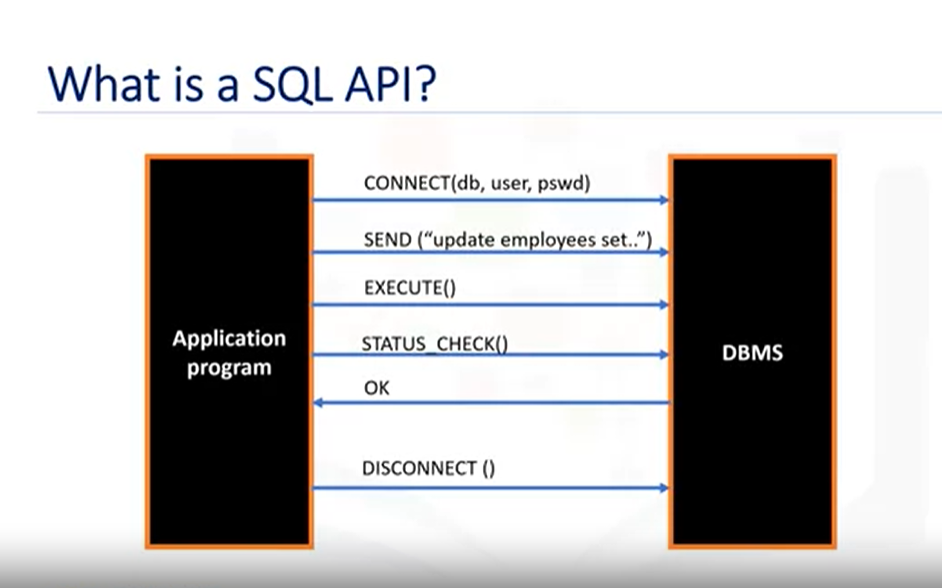 What is a SQL API?
CONNECT(db, user, pswd)
SEND (“update employees set..”)
EXECUTE()
STATUS_CHECK()
OK
DISCONNECT ()
Application
program
DBMS